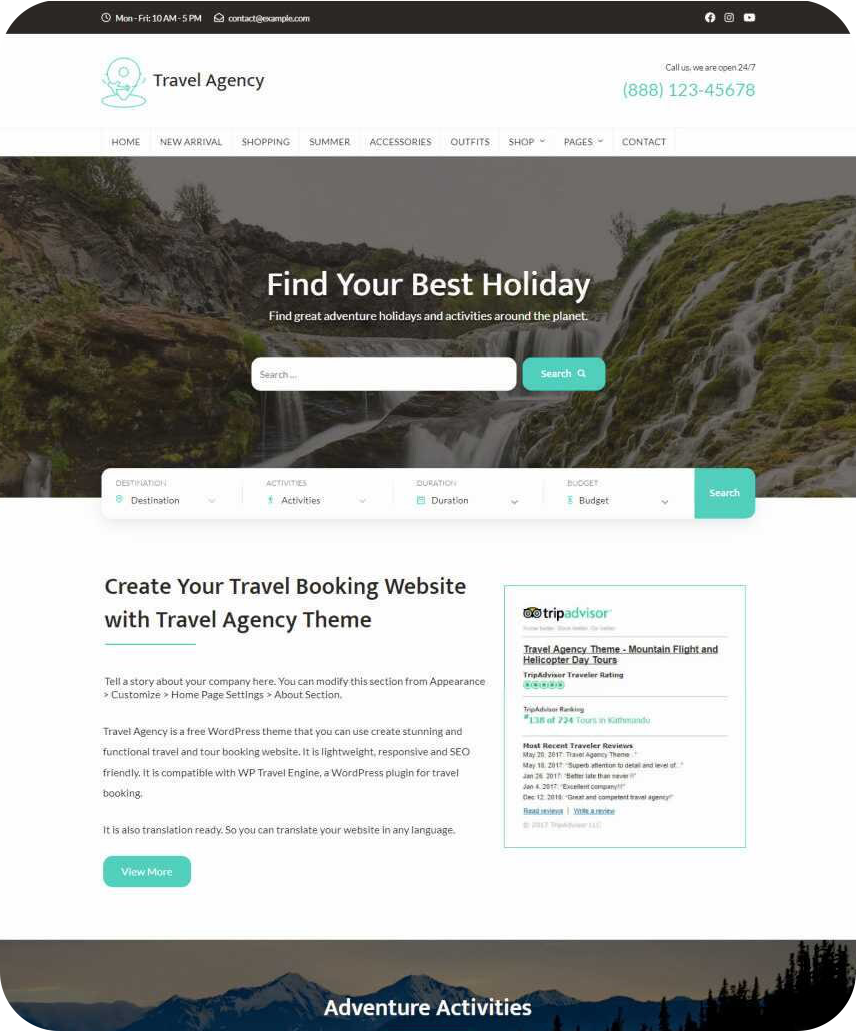 Mon - Fri: 10 AM - 5 PM contact@example.com
Travel Agency
Call us, we are open 24/7
(888) 123-45678
HOME NEW ARRIVAL SHOPPING SUMMER ACCESSORIES OUTFITS SHOP PAGES CONTACT
Find Your Best Holiday
Find great adventure holidays and activities around the planet.
Search ...
Search
DESTINATION ACTIVITIES DURATION BUDGET
Destination Activities Duration Budget
Search
Create Your Travel Booking Website
with Travel Agency Theme
Tell a story about your company here. You can modify this section from Appearance
> Customize > Home Page Settings > About Section.
Travel Agency is a free WordPress theme that you can use create stunning and
functional travel and tour booking website. It is lightweight, responsive and SEO
friendly. It is compatible with WP Travel Engine, a WordPress plugin for travel
booking.
It is also translation ready. So you can translate your website in any language.
View More
tripadvisor
Travel Agency Theme - Mountain Flight and
Helicopter Day Tours
TripAdvisor Traveler Rating
TripAdvisor Ranking
#138 of 724 Tours in Kathmandu
Most Recent Traveler Reviews
May 20, 2017: Travel Agency Theme .."
May 18, 2017: "Superb attention to detail and level of..."
Jan 26, 2017: "Better late than never !!"
Jan 4, 2017: "Excellent company!!!"
Dec 12, 2016: "Great and competent travel agency!"
Read reviews | Write a review
© 2017 TripAdvisor LLC
Adventure Activities